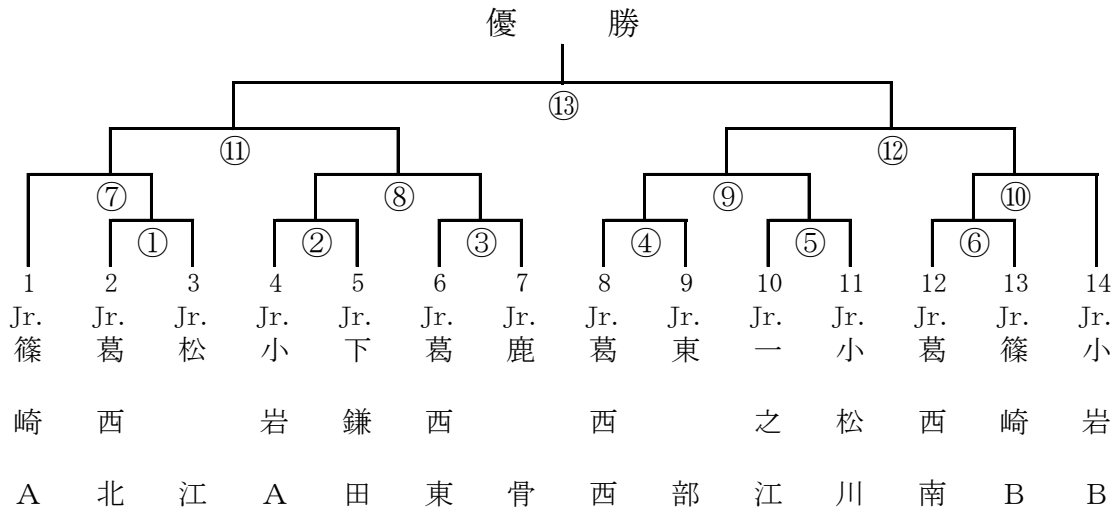 優 勝
⑬
⑪ ⑫
⑦ ⑧ ⑨ ⑩
① ② ③ ④ ⑤ ⑥
1 2 3 4 5 6 7 8 9 10 11 12 13 14
Jr. Jr. Jr. Jr. Jr. Jr. Jr. Jr. Jr. Jr. Jr. Jr. Jr. Jr.
篠 葛 松 小 下 葛 鹿 葛 東 一 小 葛 篠 小
崎 西 岩 鎌 西 西 之 松 西 崎 岩
A 北 江 A 田 東 骨 西 部 江 川 南 B B